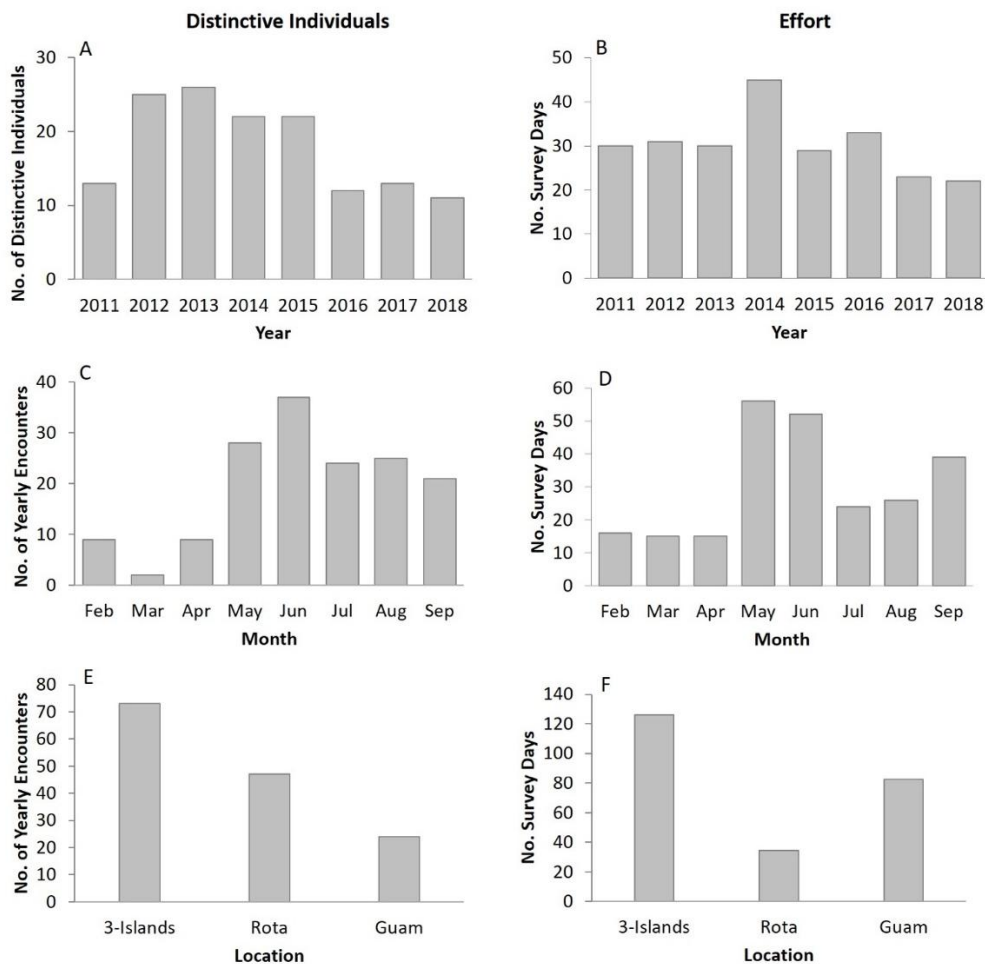 Distinctive Individuals
Effort
A
No. of Distinctive Individuals
30
20
10
0
2011 2012 2013 2014 2015 2016 2017 2018
Year
B
No. Survey Days
50
40
30
20
10
0
2011 2012 2013 2014 2015 2016 2017 2018
Year
C
No. of Yearly Encounters
40
30
20
10
0
Feb Mar Apr May Jun Jul Aug Sep
Month
D
No. Survey Days
60
50
40
30
20
10
0
Feb Mar Apr May Jun Jul Aug Sep
Month
E
No. of Yearly Encounters
80
70
60
50
40
30
20
10
0
3-Islands Rota Guam
Location
F
No. Survey Days
140
120
100
80
60
40
20
0
3-Islands Rota Guam
Location